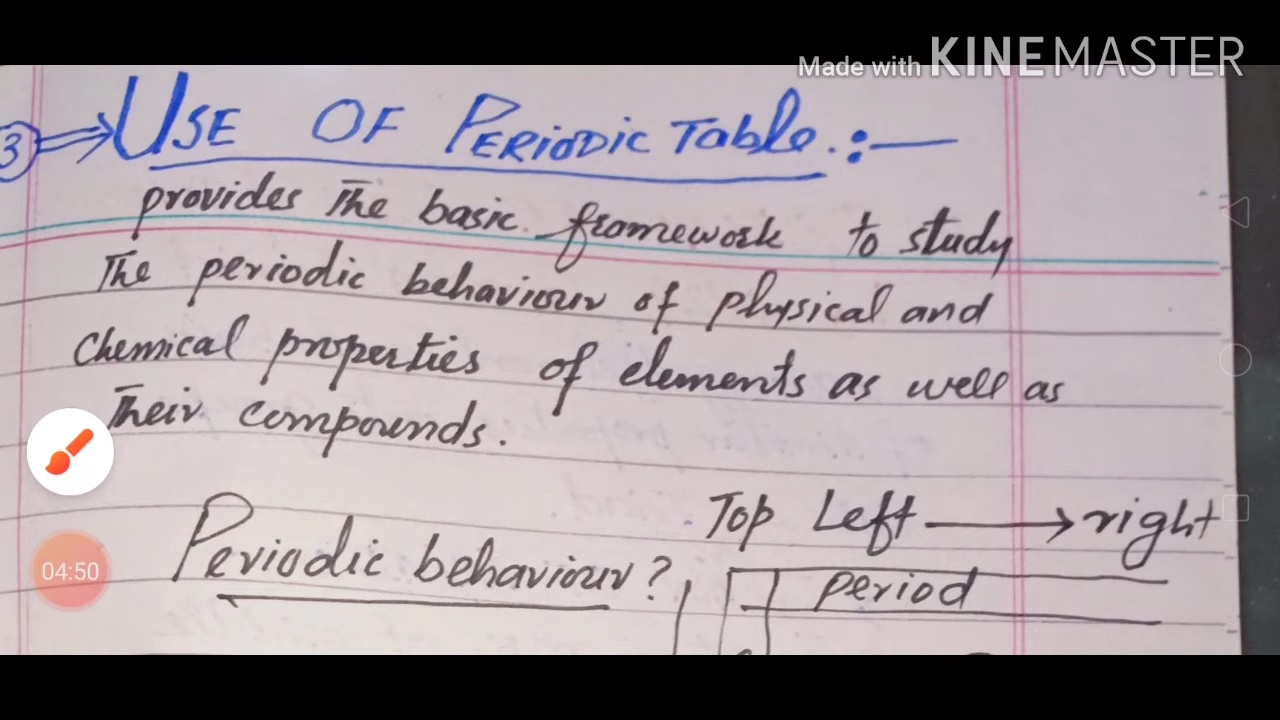 Made with KINEMASTER
3 ⇒ USE OF PERIODIC TABLE :—
provides The basic framework to study
The periodic behaviour of physical and
chemical properties of elements as well as
Their compounds.
Top Left → right
Periodic behaviour?
period
04:50